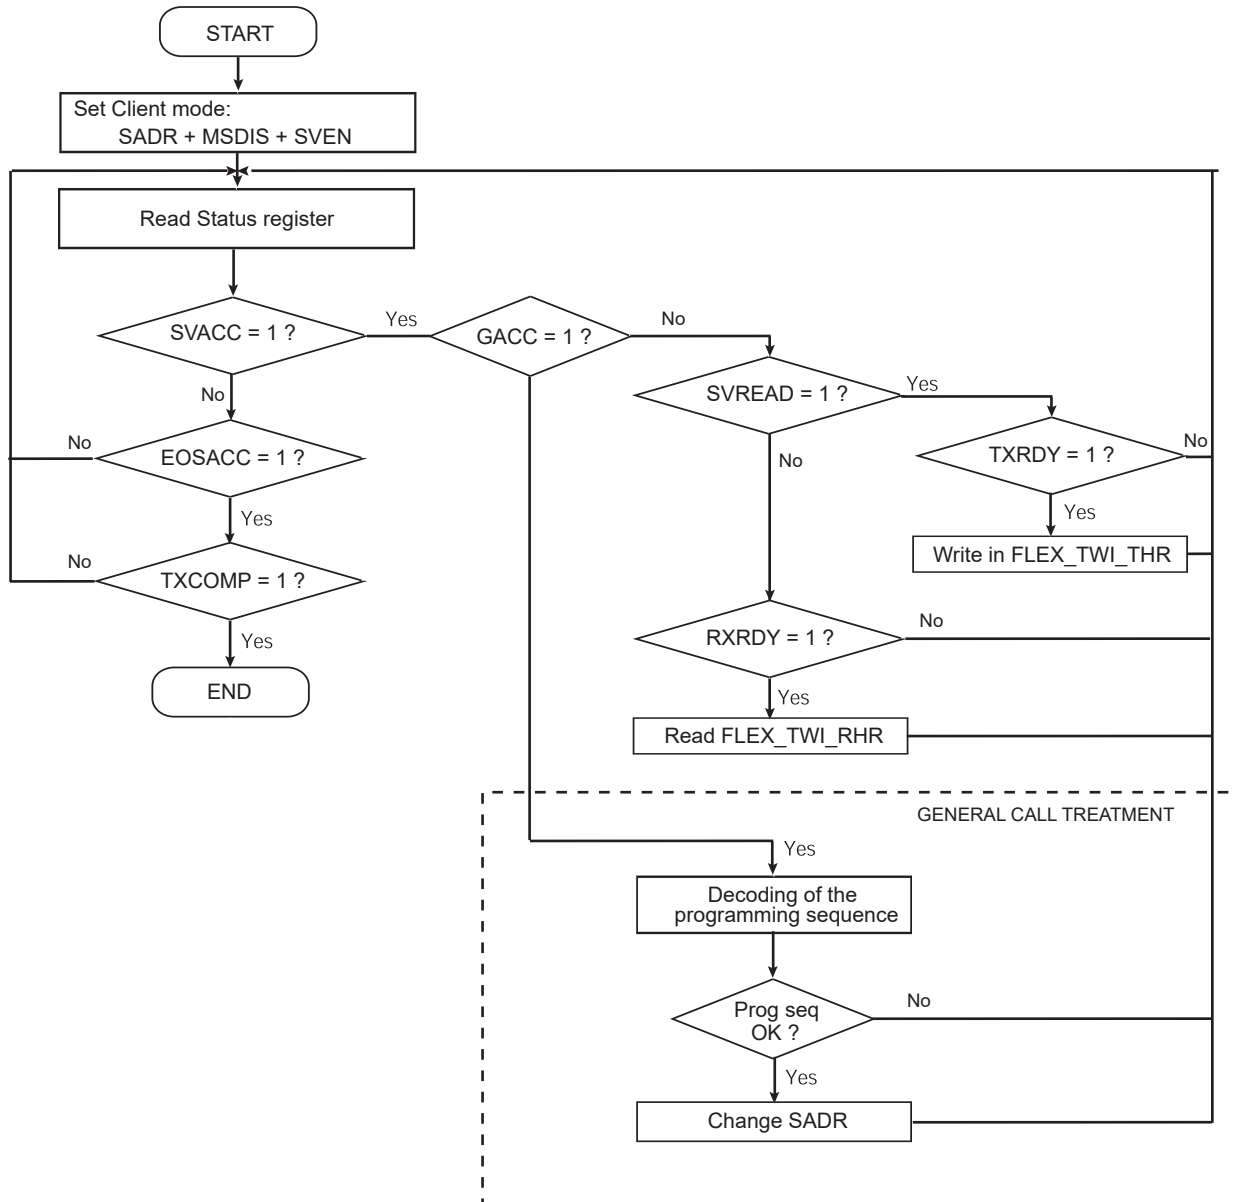 START
Set Client mode:
SADR + MSDIS + SVEN
Read Status register
SVACC = 1 ?
Yes
GACC = 1 ?
No
SVREAD = 1 ?
Yes
No
EOSACC = 1 ?
No
TXRDY = 1 ?
No
No
Yes
Yes
Write in FLEX_TWI_THR
TXCOMP = 1 ?
No
Yes
RXRDY = 1 ?
No
END
Yes
Read FLEX_TWI_RHR
GENERAL CALL TREATMENT
Yes
Decoding of the
programming sequence
Prog seq
OK ?
No
Yes
Change SADR